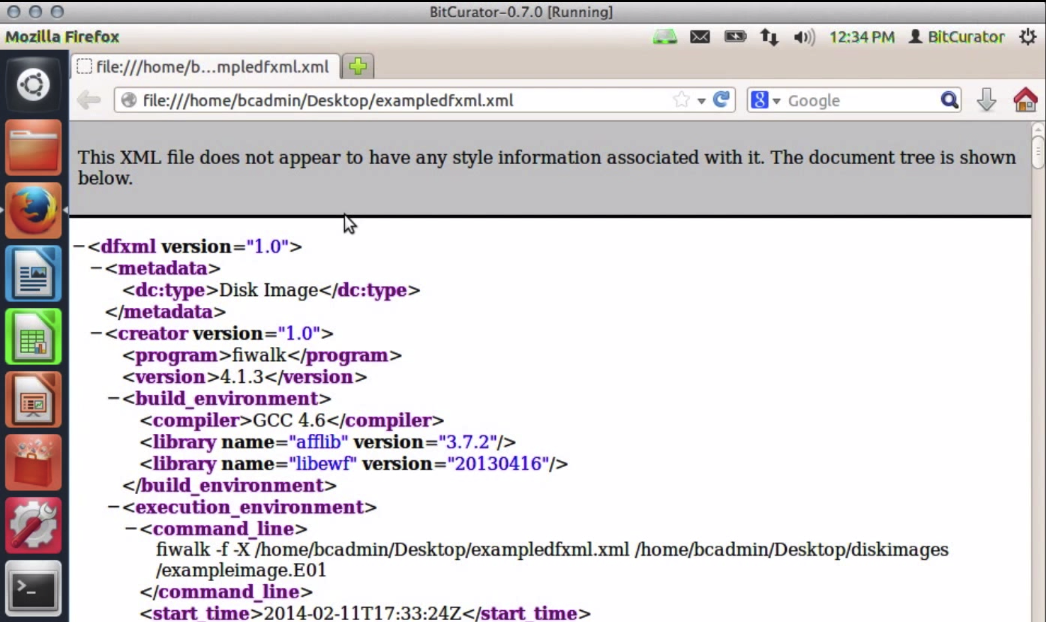 BitCurator-0.7.0 [Running]
Mozilla Firefox
12:34 PM BitCurator
file:///home/b...mpledfxml.xml
file:///home/bcadmin/Desktop/exampledfxml.xml
8 Google
This XML file does not appear to have any style information associated with it. The document tree is shown
below.
−<dfxml version="1.0">
−<metadata>
<dc:type>Disk Image</dc:type>
</metadata>
−<creator version="1.0">
<program>fiwalk</program>
<version>4.1.3</version>
−<build_environment>
<compiler>GCC 4.6</compiler>
<library name="afflib" version="3.7.2"/>
<library name="libewf" version="20130416"/>
</build_environment>
−<execution_environment>
−<command_line>
fiwalk -f -X /home/bcadmin/Desktop/exampledfxml.xml /home/bcadmin/Desktop/diskimages
/exampleimage.E01
</command_line>
<start_time>2014-02-11T17:33:24Z</start_time>
>_